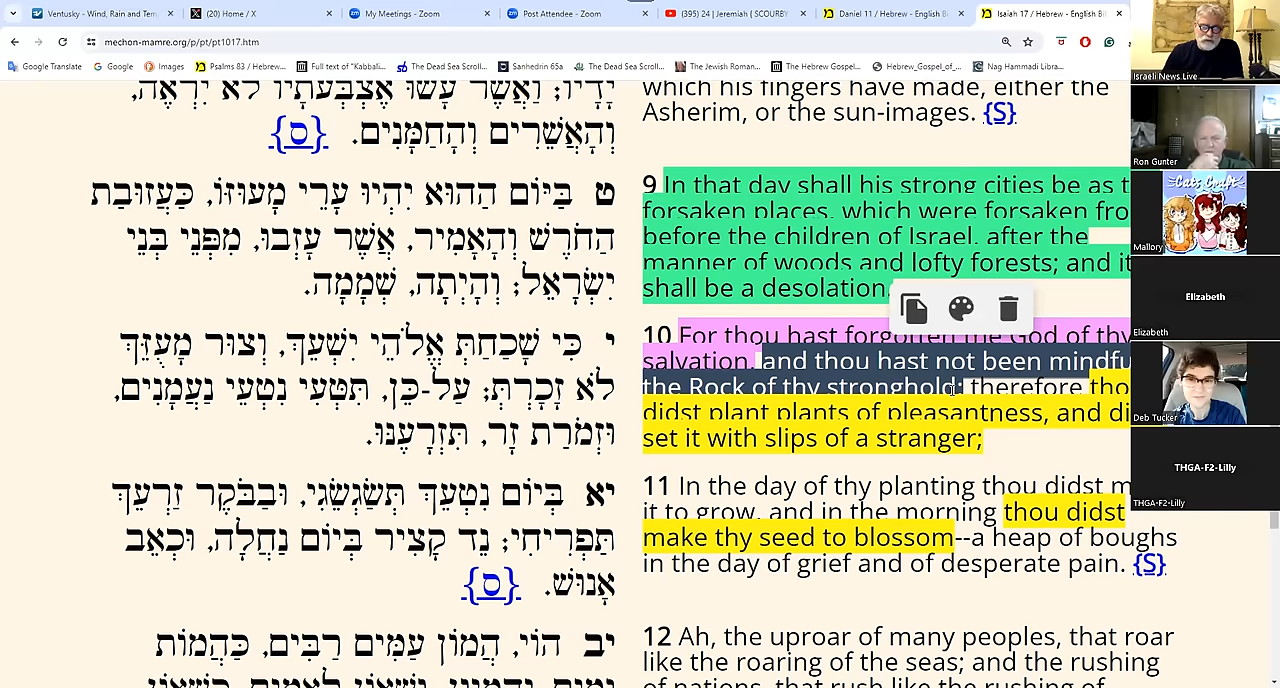 Ventusky - Wind, Rain and Temp
(20) Home / X
My Meetings - Zoom
Post Attendee - Zoom
(395) 24 | Jeremiah ( SCOURBY
Daniel 11 / Hebrew - English B
Isaiah 17 / Hebrew - English Bi
mechon-mamre.org/p/pt/pt1017.htm
Google Translate
Google
Images
Psalms 83 / Hebrew...
Full text of "Kabbali...
The Dead Sea Scroll...
Sanhedrin 65a
The Dead Sea Scroll...
The Jewish Roman...
The Hebrew Gospel...
Hebrew_Gospel_of_...
Nag Hammadi Libra...
יָדָיו; וַאֲשֶׁר עָשׂוּ אֶצְבְּעֹתָיו לֹא יִרְאֶה,
וְהָאֲשֵׁרִים וְהָחַמָּנִים. {ס}
ט בַּיּוֹם הַהוּא יִהְיוּ עָרֵי מָעוּזּוֹ, כַּעֲזוּבַת
הַחֹרֶשׁ וְהָאָמִיר, אֲשֶׁר עָזְבוּ, מִפְּנֵי בְּנֵי
יִשְׂרָאֵל; וְהָיְתָה, שְׁמָמָה.
י כִּי שָׁכַחַתְּ אֱלֹהֵי יִשְׁעֵךְ, וְצוּר מָעֻזֵּךְ
לֹא זָכָרְתְּ; עַל-כֵּן, תִּטְּעִי נִטְעֵי נַעֲמָנִים,
וּזְמֹרַת זָר, תִּזְרָעֶנּוּ.
יא בְּיוֹם נִטְעֵךְ תְּשַׂגְשֵׂגִי, וּבַבֹּקֶר זַרְעֵךְ
תַּפְרִיחִי; נֵד קָצִיר בְּיוֹם נַחֲלָה, וּכְאֵב
אָנוּשׁ. {ס}
יב הוֹי, הֲמוֹן עַמִּים רַבִּים, כַּהֲמוֹת
which his fingers have made, either the
Asherim, or the sun-images. {S}
9 In that day shall his strong cities be as t
forsaken places, which were forsaken fro
before the children of Israel, after the
manner of woods and lofty forests; and it
shall be a desolation.
10 For thou hast forgotten the God of thy
salvation, and thou hast not been mindfu
the Rock of thy stronghold; therefore tho
didst plant plants of pleasantness, and di
set it with slips of a stranger;
11 In the day of thy planting thou didst m
it to grow, and in the morning thou didst
make thy seed to blossom--a heap of boughs
in the day of grief and of desperate pain. {S}
12 Ah, the uproar of many peoples, that roar
like the roaring of the seas; and the rushing
of nations, that rush like the rushing of
Israeli News Live
Ron Gunter
Cats Craft
Mallory
Elizabeth
Elizabeth
Deb Tucker
THGA-F2-Lilly
THGA-F2-Lilly